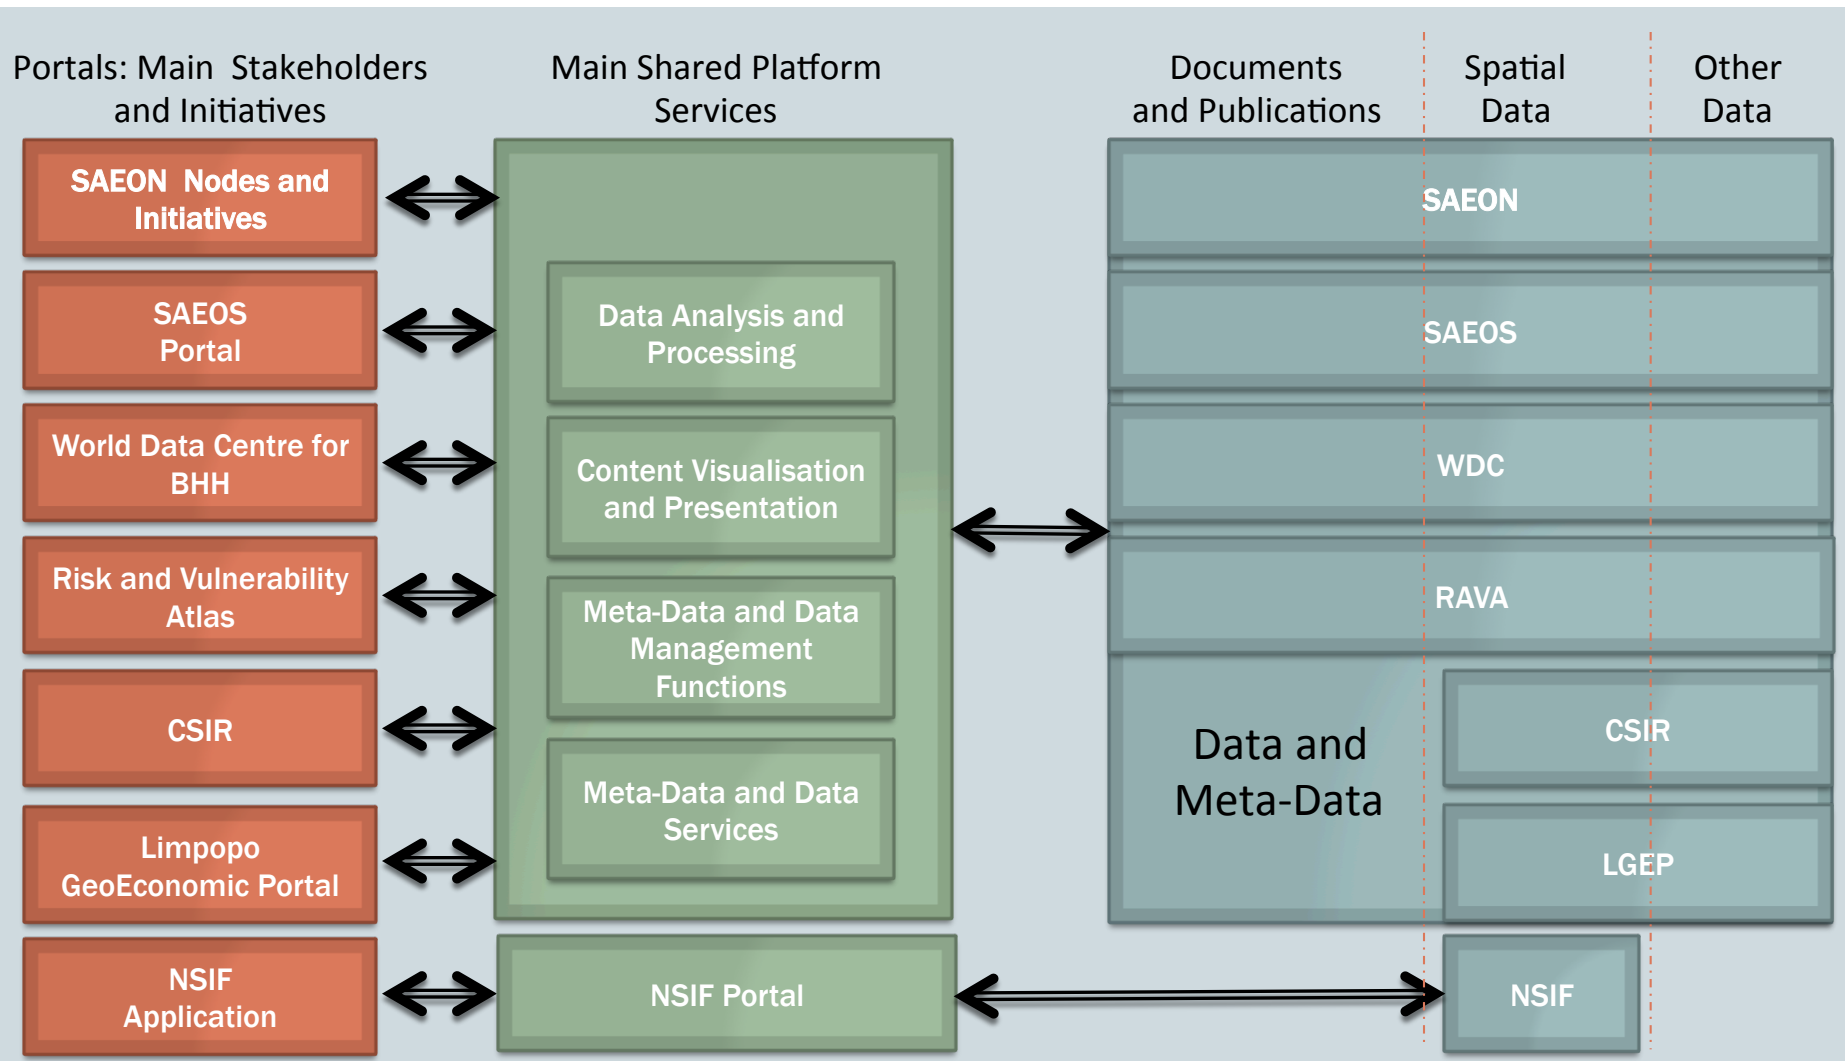 Portals: Main Stakeholders
and Initiatives
Main Shared Platform
Services
Documents
and Publications
Spatial
Data
Other
Data
SAEON Nodes and
Initiatives
SAEOS
Portal
World Data Centre for
BHH
Risk and Vulnerability
Atlas
CSIR
Limpopo
GeoEconomic Portal
NSIF
Application
Data Analysis and
Processing
Content Visualisation
and Presentation
Meta-Data and Data
Management
Functions
Meta-Data and Data
Services
NSIF Portal
SAEON
SAEOS
WDC
RAVA
Data and
Meta-Data
CSIR
LGEP
NSIF